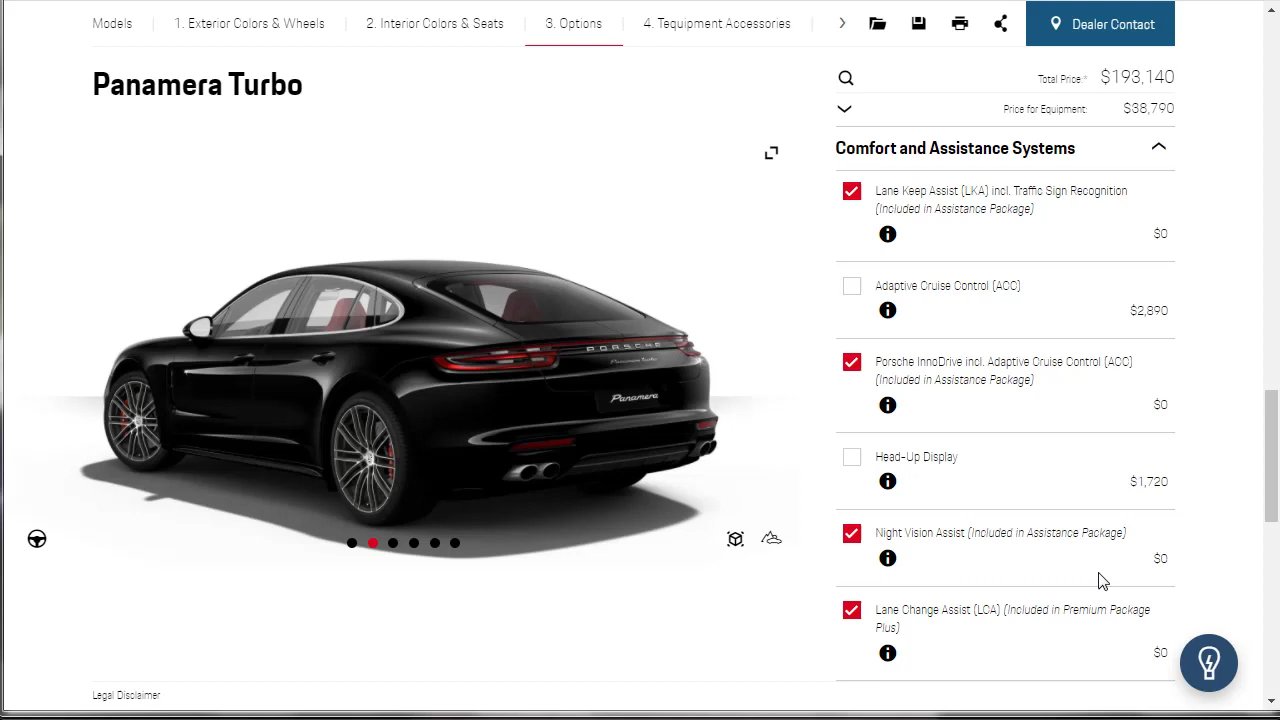 Models
1. Exterior Colors & Wheels
2. Interior Colors & Seats
3. Options
4. Tequipment Accessories
Dealer Contact
Panamera Turbo
Total Price * $193,140
Price for Equipment: $38,790
Comfort and Assistance Systems
Lane Keep Assist (LKA) incl. Traffic Sign Recognition
(Included in Assistance Package)
$0
Adaptive Cruise Control (ACC)
$2,890
Porsche InnoDrive Incl. Adaptive Cruise Control (ACC)
(Included in Assistance Package)
$0
Head-Up Display
$1,720
Night Vision Assist (Included in Assistance Package)
$0
Lane Change Assist (LCA) (Included in Premium Package
Plus)
$0
PORSCHE
Panamera Turbo
Panamera
Legal Disclaimer